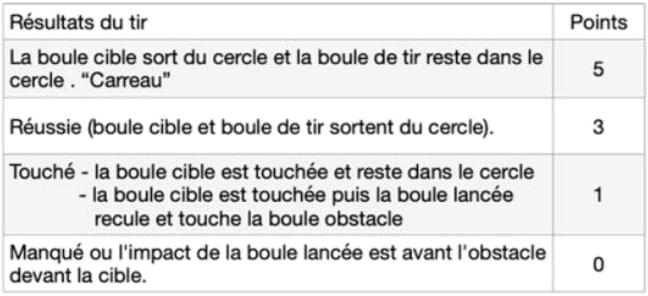 Résultats du tir Points
La boule cible sort du cercle et la boule de tir reste dans le
cercle . “Carreau” 5
Réussie (boule cible et boule de tir sortent du cercle). 3
Touché - la boule cible est touchée et reste dans le cercle
- la boule cible est touchée puis la boule lancée 1
recule et touche la boule obstacle
Manqué ou l'impact de la boule lancée est avant l'obstacle
devant la cible. 0